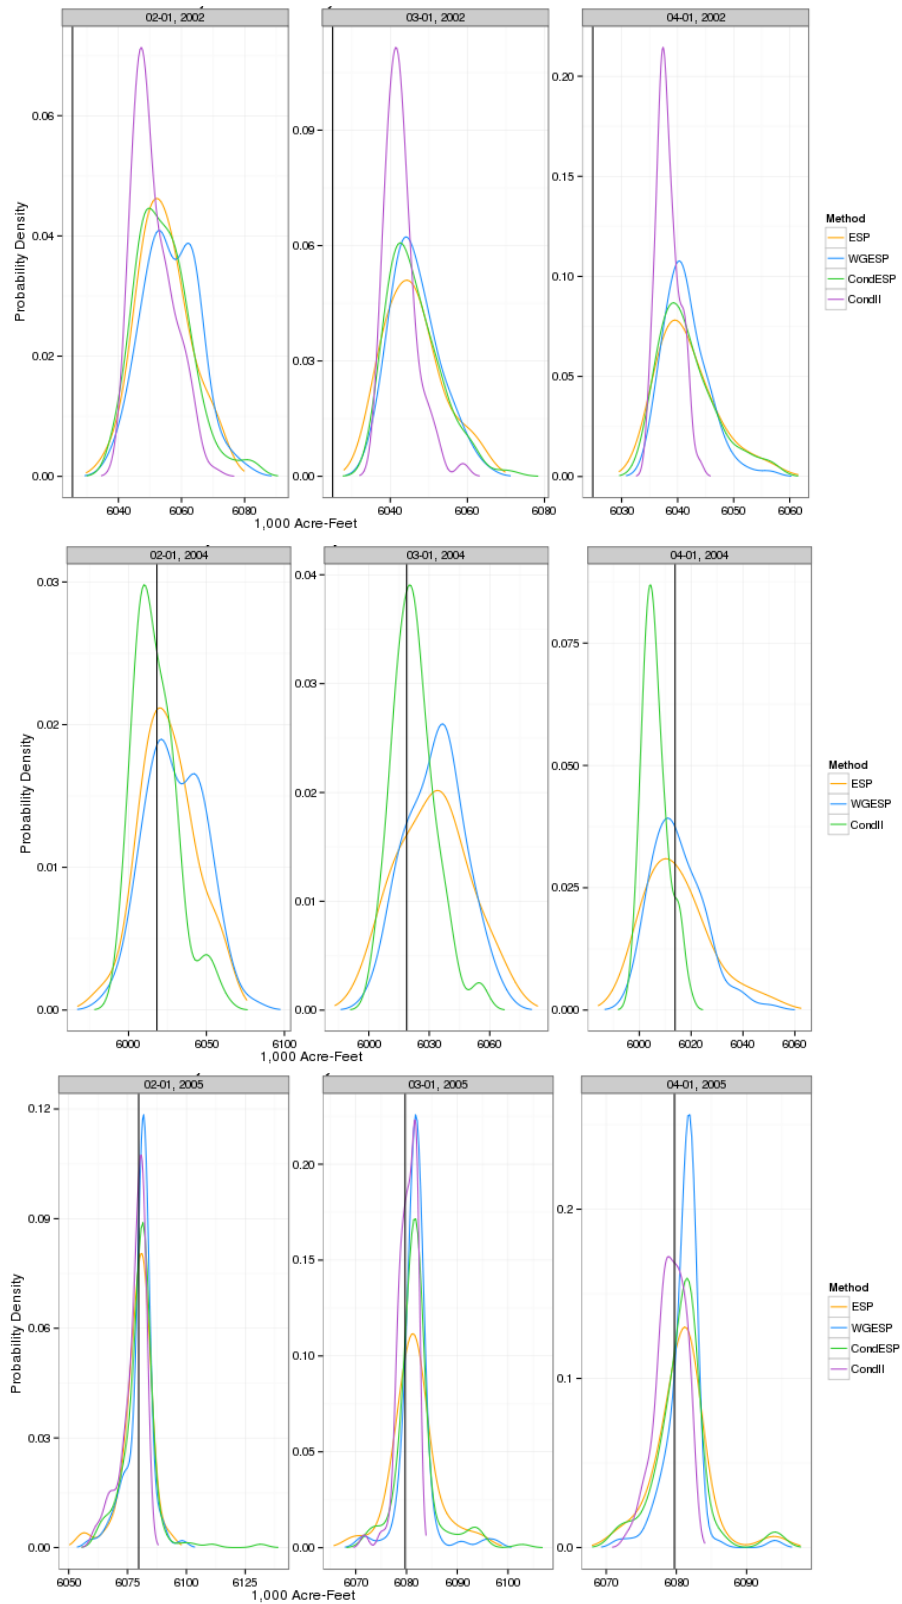 02-01, 2002
03-01, 2002
04-01, 2002
0.06
0.04
0.02
0.00
0.09
0.06
0.03
0.00
0.20
0.15
0.10
0.05
0.00
Probability Density
6040 6060 6080
6040 6060 6080
6030 6040 6050 6060
1,000 Acre-Feet
Method
ESP
WGESP
CondESP
CondII
02-01, 2004
03-01, 2004
04-01, 2004
0.03
0.02
0.01
0.00
0.04
0.03
0.02
0.01
0.00
0.075
0.050
0.025
0.000
Probability Density
6000 6050 6100
6000 6030 6060
6000 6020 6040 6060
1,000 Acre-Feet
Method
ESP
WGESP
CondII
02-01, 2005
03-01, 2005
04-01, 2005
0.12
0.09
0.06
0.03
0.00
0.20
0.15
0.10
0.05
0.00
0.2
0.1
0.0
Probability Density
6050 6075 6100 6125
6070 6080 6090 6100
6070 6080 6090
1,000 Acre-Feet
Method
ESP
WGESP
CondESP
CondII